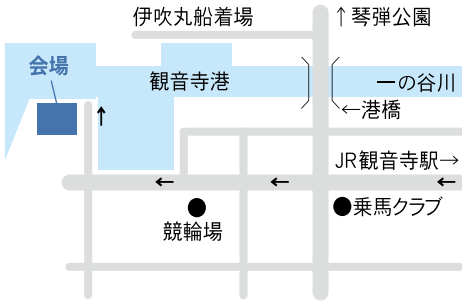 伊吹丸船着場
↑琴弾公園
会場
観音寺港
一の谷川
←港橋
JR観音寺駅→
乗馬クラブ
競輪場